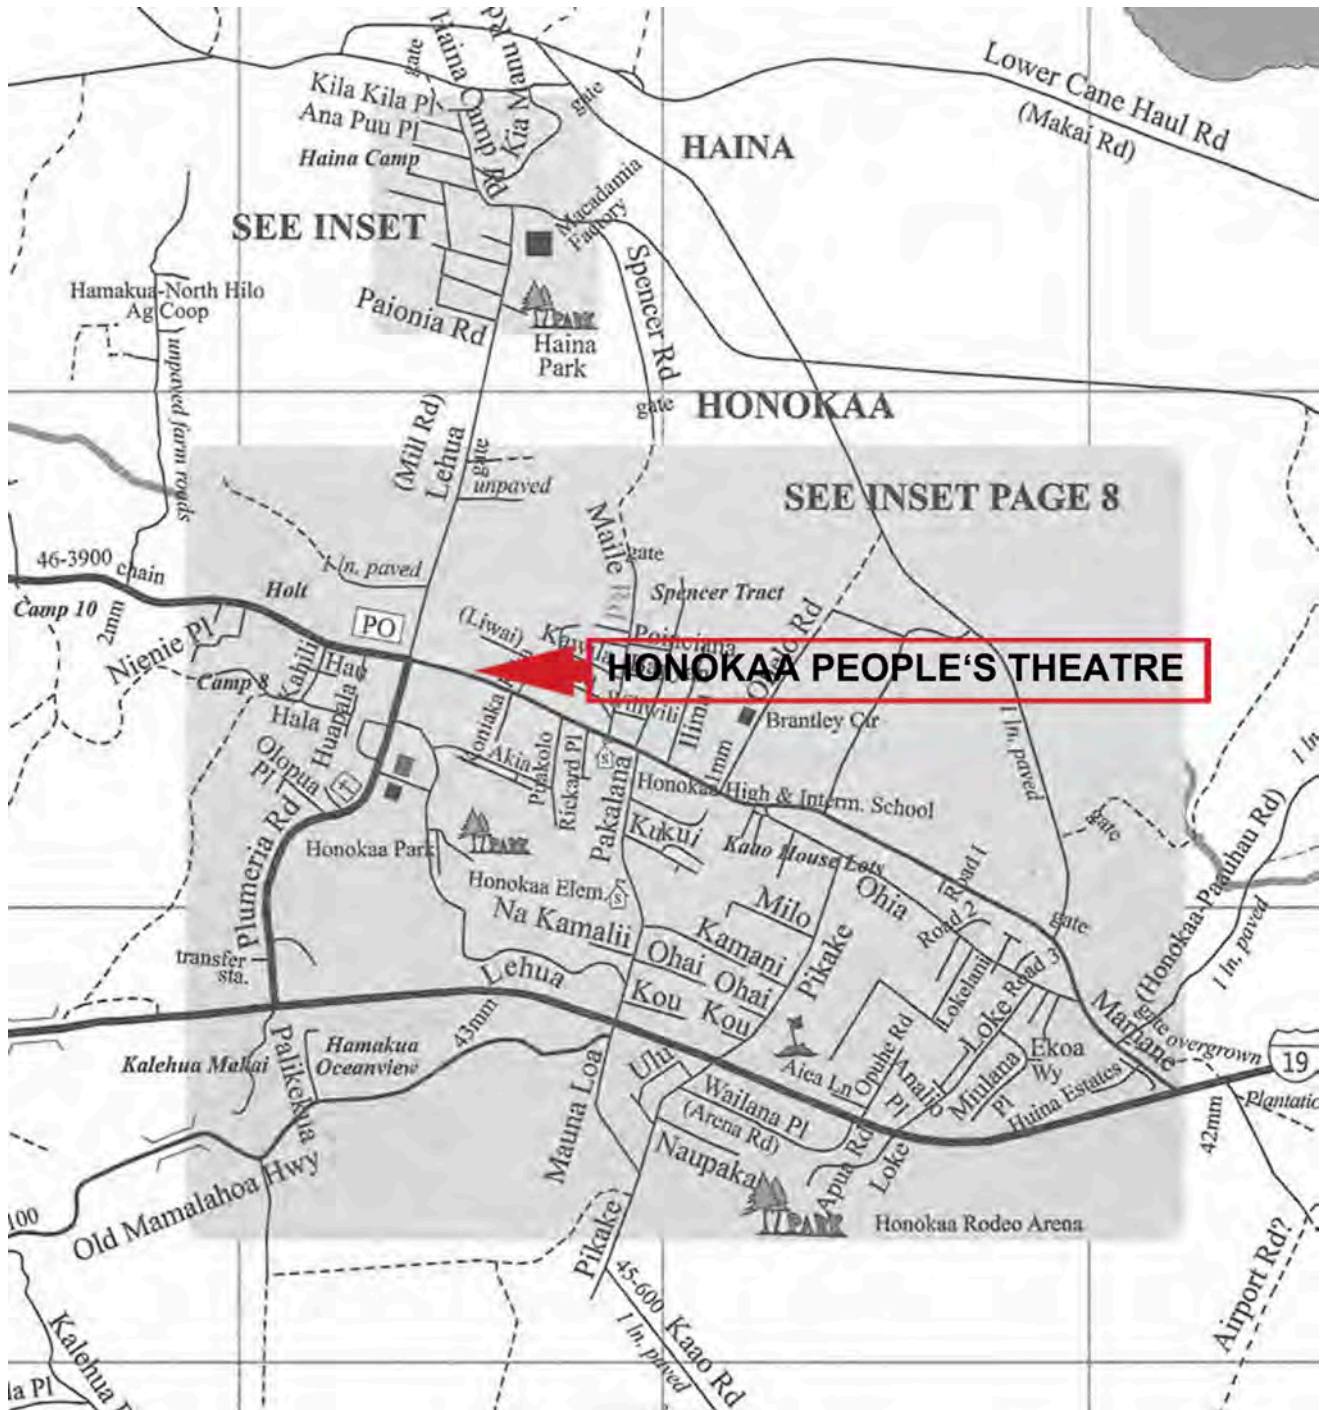 Haina Camp Rd
Kia Manu Rd
gate
Lower Cane Haul Rd
(Makai Rd)
Kila Kila Pl
gate
Ana Puu Pl
HAINA
Haina Camp
Macadamia
Factory
SEE INSET
Spencer Rd
Hamakua-North Hilo
Ag Coop
Paionia Rd
PARK
Haina
Park
unpaved farm roads
gate
HONOKAA
(Mill Rd)
Lehua
gate
unpaved
SEE INSET PAGE 8
Maile Rd
gate
46-3900
chain
1 ln. paved
Holt
Spencer Tract
Camp 10
2mm
PO
(Liwai)
Poinciana
Nienie Pl
Kahili
Hao
HONOKAA PEOPLE'S THEATRE
Camp 8
Hala
Huapala
Ilima
Brantley Ctr
1 ln. paved
1 ln.
Olopua
Pl
Akia
Rickard Pl
S
1mm
Honokaa High & Interm. School
Pakalana
gate
Plumeria Rd
Honokaa Park
PARK
Kukui
Kaao House Lots
(Honokaa-Paauhau Rd)
Honokaa Elem.
S
Ohia
Road 1
Na Kamalii
Milo
Road 2
gate
1 ln. paved
transfer
sta.
Kamani
Pikake
Lehua
Ohai
Ohai
Lokelani
Road 3
Kou
Kou
Loke
Mamane
gate
overgrown
43mm
Palikekua
Kalehua Makai
Hamakua
Oceanview
Ulu
Aiea Ln
Opuhe Rd
Ekoa
Wy
19
Mauna Loa
Wailana Pl
(Arena Rd)
Pl
Pl
Huina Estates
42mm
Old Mamalahoa Hwy
Naupaka
Apua Rd
Loke
PARK
Honokaa Rodeo Arena
Pikake
45-600
1 ln. paved
Kaao Rd
Airport Rd?
Kalehua